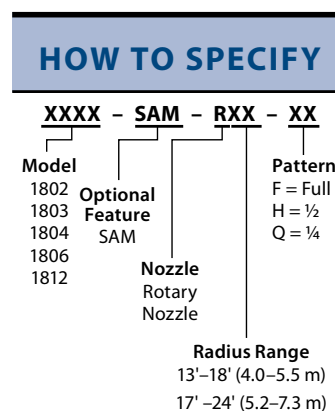 HOW TO SPECIFY
XXXX – SAM – RXX – XX
Model
1802
1803
1804
1806
1812
Optional
Feature
SAM
Nozzle
Rotary
Nozzle
Radius Range
13'–18' (4.0–5.5 m)
17' –24' (5.2–7.3 m)
Pattern
F = Full
H = ½
Q = ¼